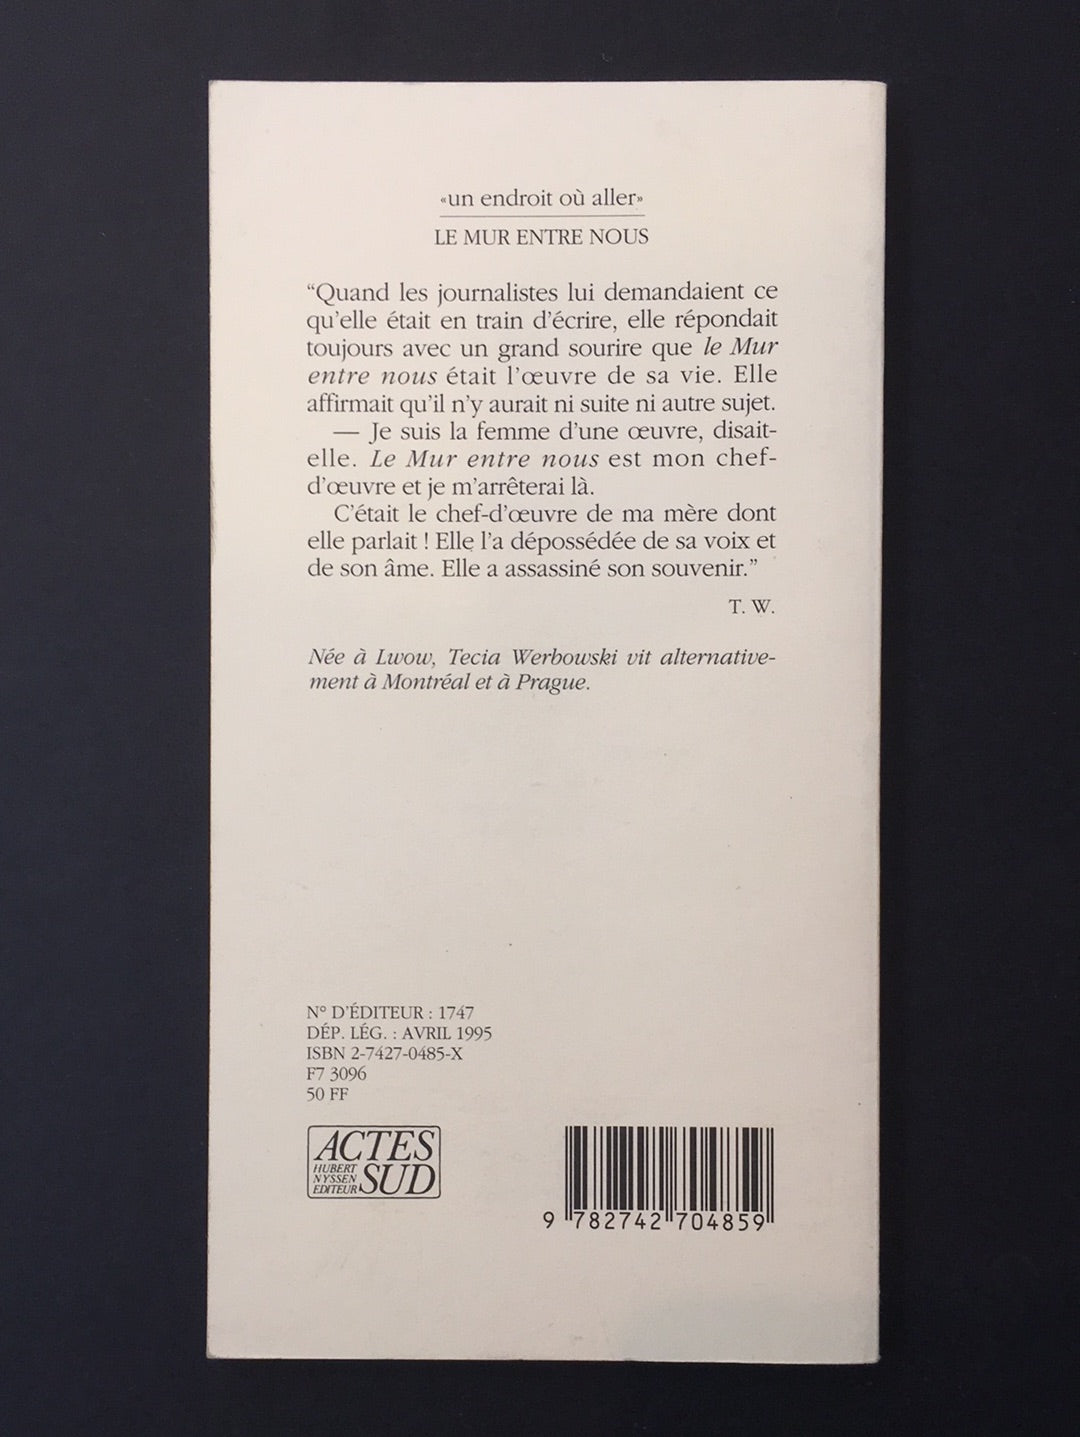 «un endroit où aller»
LE MUR ENTRE NOUS
“Quand les journalistes lui demandaient ce
qu’elle était en train d’écrire, elle répondait
toujours avec un grand sourire que le Mur
entre nous était l’œuvre de sa vie. Elle
affirmait qu’il n’y aurait ni suite ni autre sujet.
— Je suis la femme d’une œuvre, disait-
elle. Le Mur entre nous est mon chef-
d’œuvre et je m’arrêterai là.
C’était le chef-d’œuvre de ma mère dont
elle parlait ! Elle l’a dépossédée de sa voix et
de son âme. Elle a assassiné son souvenir.”
T. W.
Née à Lwow, Tecia Werbowski vit alternative-
ment à Montréal et à Prague.
N° D’ÉDITEUR : 1747
DÉP. LÉG. : AVRIL 1995
ISBN 2-7427-0485-X
F7 3096
50 FF
ACTES
SUD
HUBERT
NYSSEN
EDITEUR
9 782742 704859